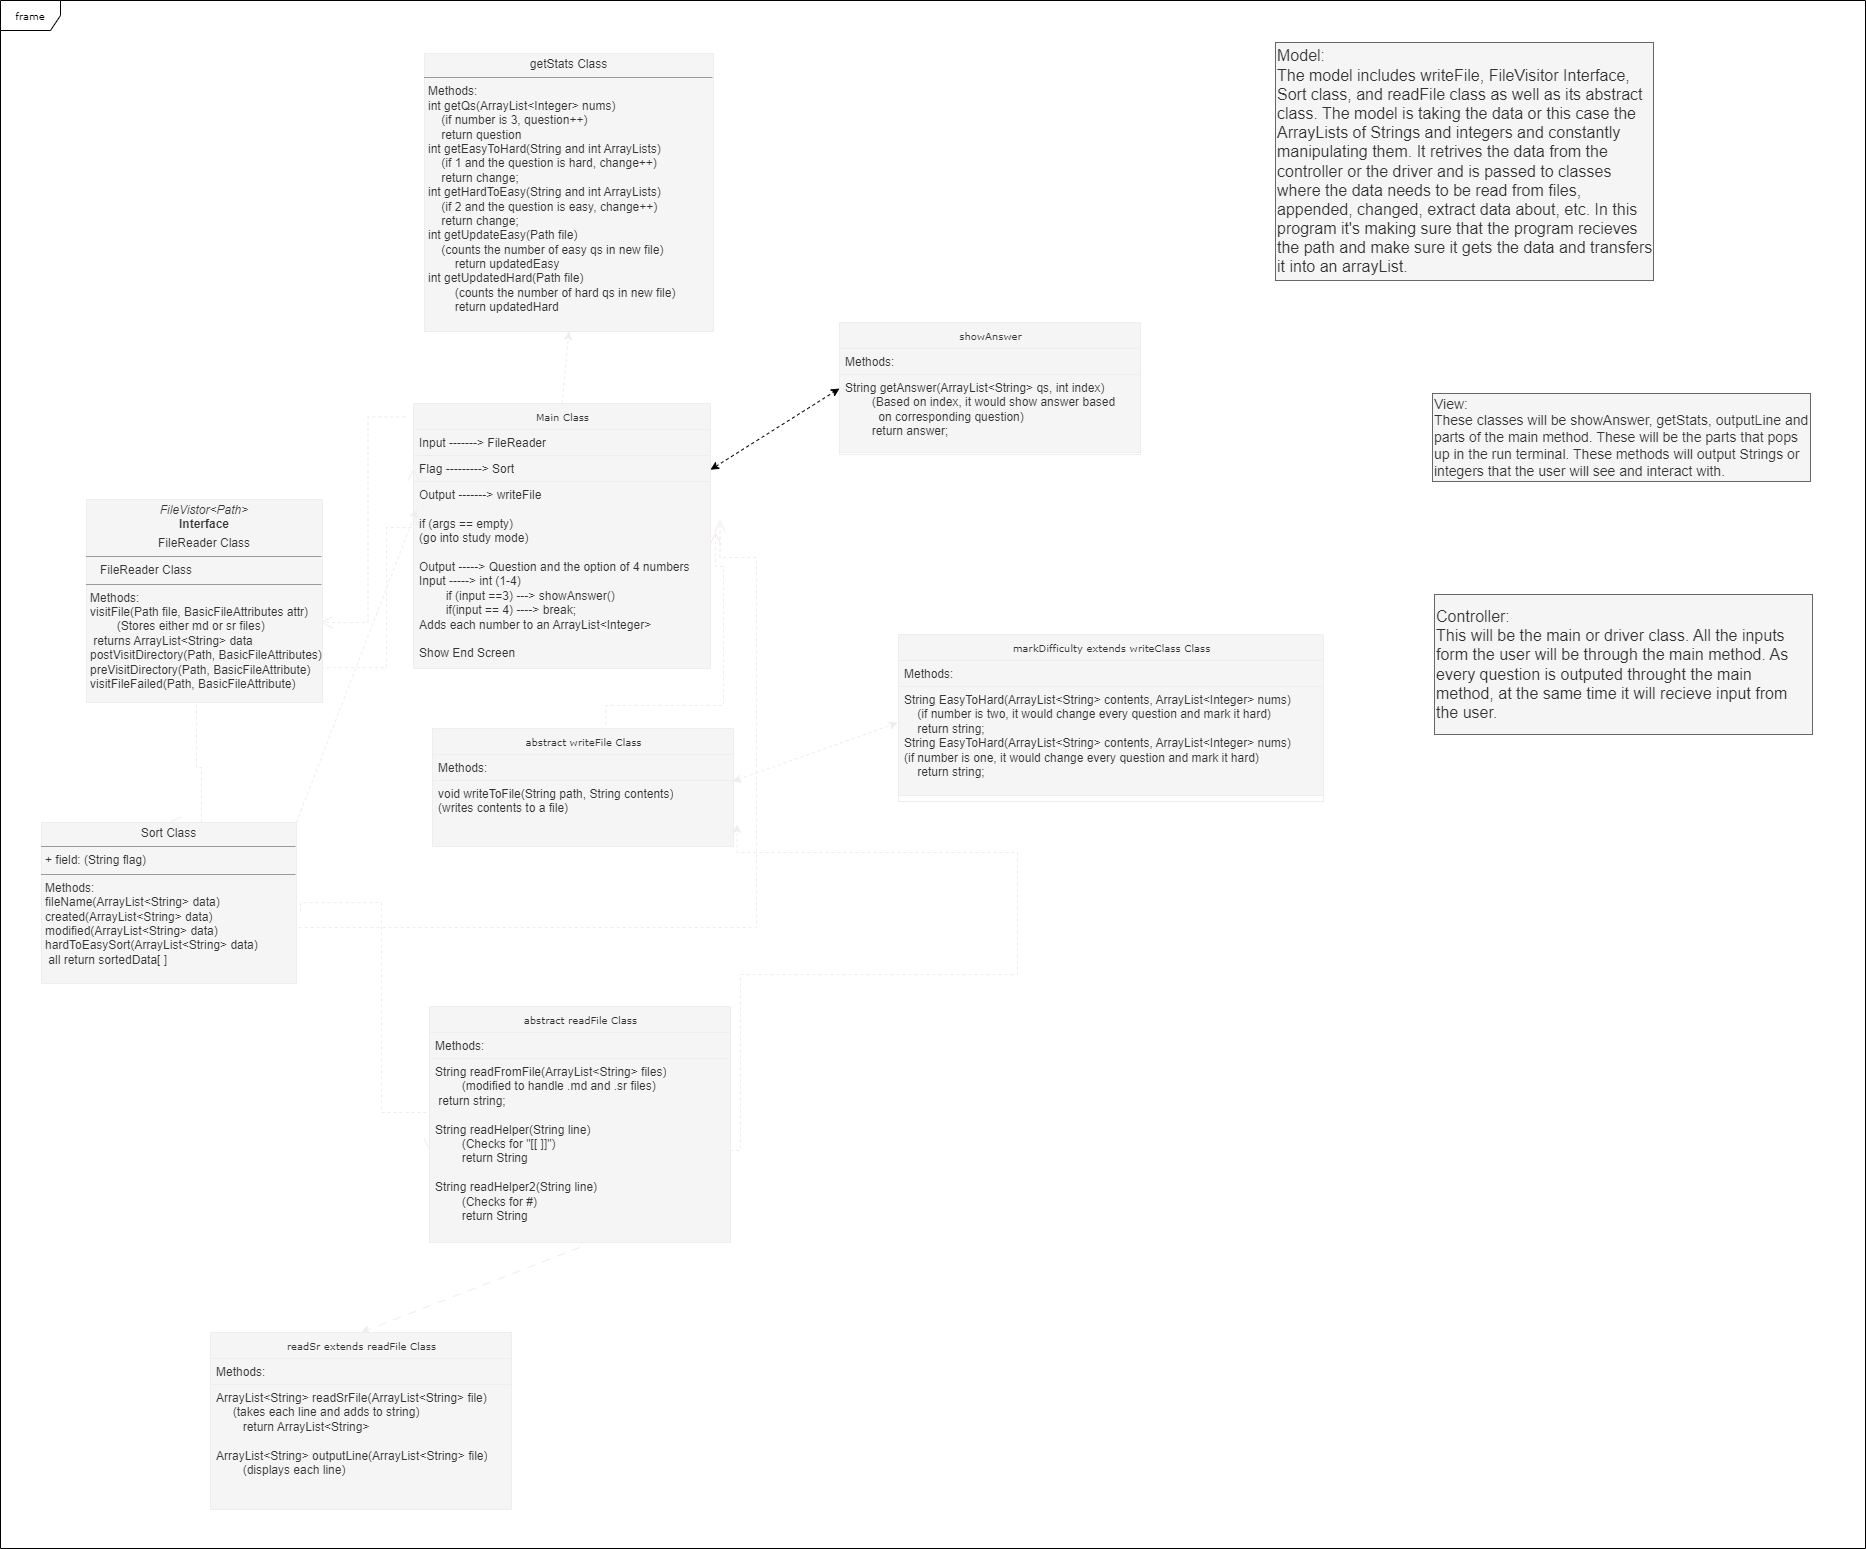 frame
getStats Class
Methods:
int getQs(ArrayList<Integer> nums)
(if number is 3, question++)
return question
int getEasyToHard(String and int ArrayLists)
(if 1 and the question is hard, change++)
return change;
int getHardToEasy(String and int ArrayLists)
(if 2 and the question is easy, change++)
return change;
int getUpdateEasy(Path file)
(counts the number of easy qs in new file)
return updatedEasy
int getUpdatedHard(Path file)
(counts the number of hard qs in new file)
return updatedHard
Model:
The model includes writeFile, FileVisitor Interface,
Sort class, and readFile class as well as its abstract
class. The model is taking the data or this case the
ArrayLists of Strings and integers and constantly
manipulating them. It retrives the data from the
controller or the driver and is passed to classes
where the data needs to be read from files,
appended, changed, extract data about, etc. In this
program it's making sure that the program recieves
the path and make sure it gets the data and transfers
it into an arrayList.
showAnswer
Methods:
String getAnswer(ArrayList<String> qs, int index)
(Based on index, it would show answer based
on corresponding question)
return answer;
View:
These classes will be showAnswer, getStats, outputLine and
parts of the main method. These will be the parts that pops
up in the run terminal. These methods will output Strings or
integers that the user will see and interact with.
Main Class
Input -------> FileReader
Flag ---------> Sort
Output -------> writeFile
if (args == empty)
(go into study mode)
Output -----> Question and the option of 4 numbers
Input -----> int (1-4)
if (input ==3) ---> showAnswer()
if(input == 4) ----> break;
Adds each number to an ArrayList<Integer>
Show End Screen
FileVistor<Path>
Interface
FileReader Class
FileReader Class
Methods:
visitFile(Path file, BasicFileAttributes attr)
(Stores either md or sr files)
returns ArrayList<String> data
postVisitDirectory(Path, BasicFileAttributes)
preVisitDirectory(Path, BasicFileAttribute)
visitFileFailed(Path, BasicFileAttribute)
Controller:
This will be the main or driver class. All the inputs
form the user will be through the main method. As
every question is outputed throught the main
method, at the same time it will recieve input from
the user.
markDifficulty extends writeClass Class
Methods:
String EasyToHard(ArrayList<String> contents, ArrayList<Integer> nums)
(if number is two, it would change every question and mark it hard)
return string;
String EasyToHard(ArrayList<String> contents, ArrayList<Integer> nums)
(if number is one, it would change every question and mark it hard)
return string;
abstract writeFile Class
Methods:
void writeToFile(String path, String contents)
(writes contents to a file)
Sort Class
+ field: (String flag)
Methods:
fileName(ArrayList<String> data)
created(ArrayList<String> data)
modified(ArrayList<String> data)
hardToEasySort(ArrayList<String> data)
all return sortedData[ ]
abstract readFile Class
Methods:
String readFromFile(ArrayList<String> files)
(modified to handle .md and .sr files)
return string;
String readHelper(String line)
(Checks for "[[ ]]")
return String
String readHelper2(String line)
(Checks for #)
return String
readSr extends readFile Class
Methods:
ArrayList<String> readSrFile(ArrayList<String> file)
(takes each line and adds to string)
return ArrayList<String>
ArrayList<String> outputLine(ArrayList<String> file)
(displays each line)